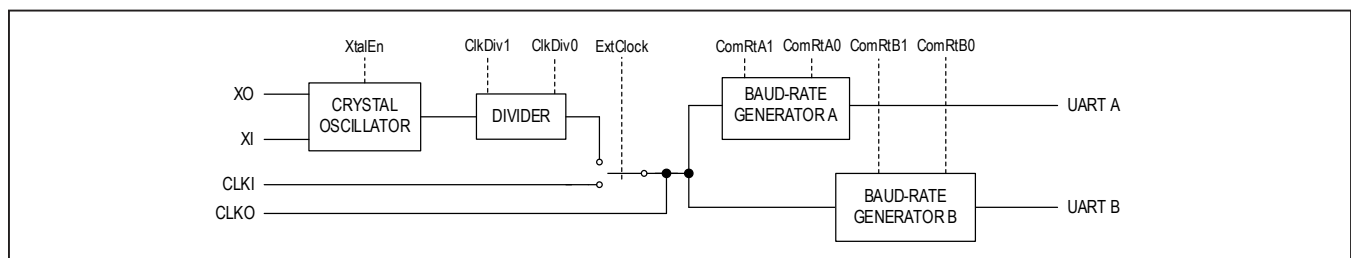 XtalEn ClkDiv1 ClkDiv0 ExtClock ComRtA1 ComRtA0 ComRtB1 ComRtB0
XO
CRYSTAL
OSCILLATOR
XI
DIVIDER
BAUD-RATE
GENERATOR A
UART A
CLKI
CLKO
BAUD-RATE
GENERATOR B
UART B